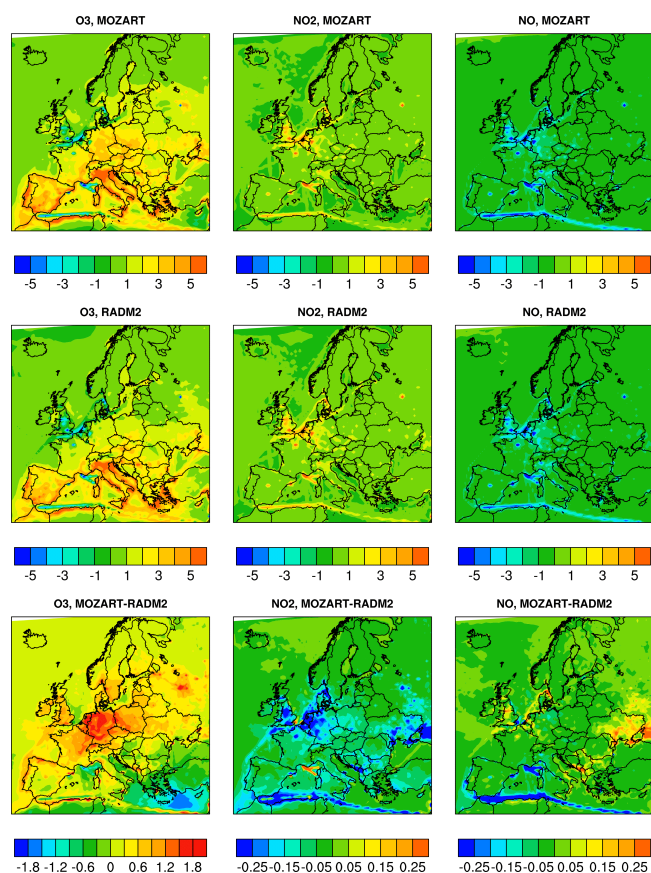 O3, MOZART NO2, MOZART NO, MOZART
-5 -3 -1 1 3 5 -5 -3 -1 1 3 5 -5 -3 -1 1 3 5
O3, RADM2 NO2, RADM2 NO, RADM2
-5 -3 -1 1 3 5 -5 -3 -1 1 3 5 -5 -3 -1 1 3 5
O3, MOZART-RADM2 NO2, MOZART-RADM2 NO, MOZART-RADM2
-1.8 -1.2 -0.6 0 0.6 1.2 1.8 -0.25-0.15-0.05 0.05 0.15 0.25 -0.25-0.15-0.05 0.05 0.15 0.25